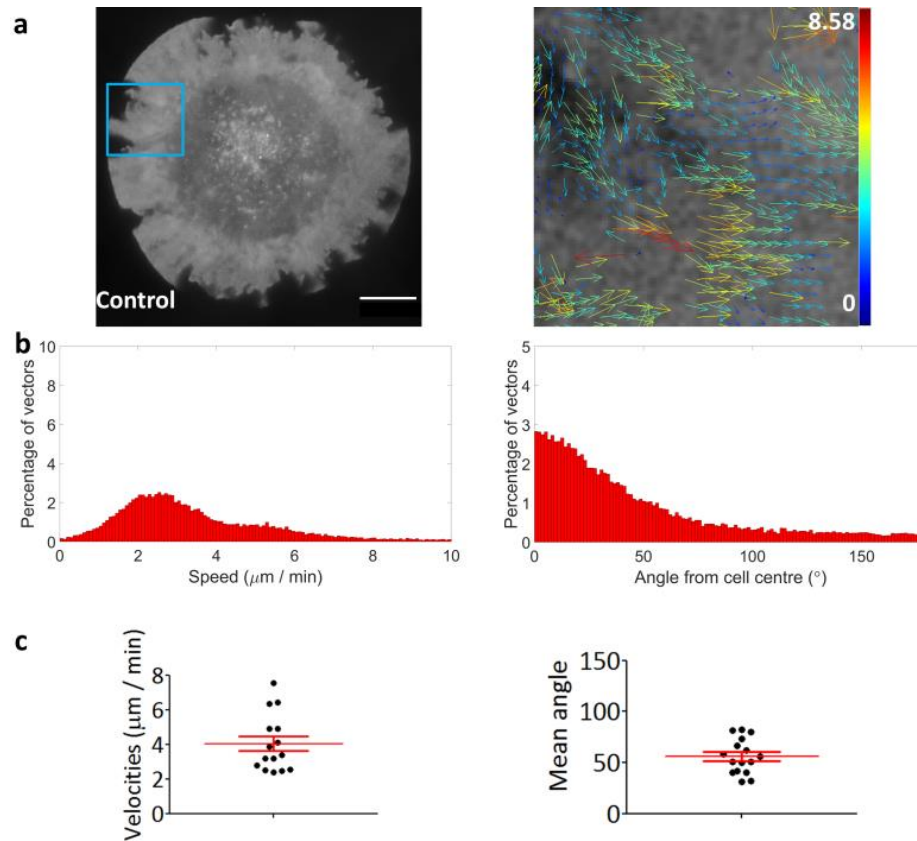 a
Control
8.58
0
b
Percentage of vectors
10
8
6
4
2
0
0 2 4 6 8 10
Speed (μm / min)
Percentage of vectors
5
4
3
2
1
0
0 50 100 150
Angle from cell centre (°)
c
Velocities (μm / min)
8
6
4
2
0
Mean angle
150
100
50
0